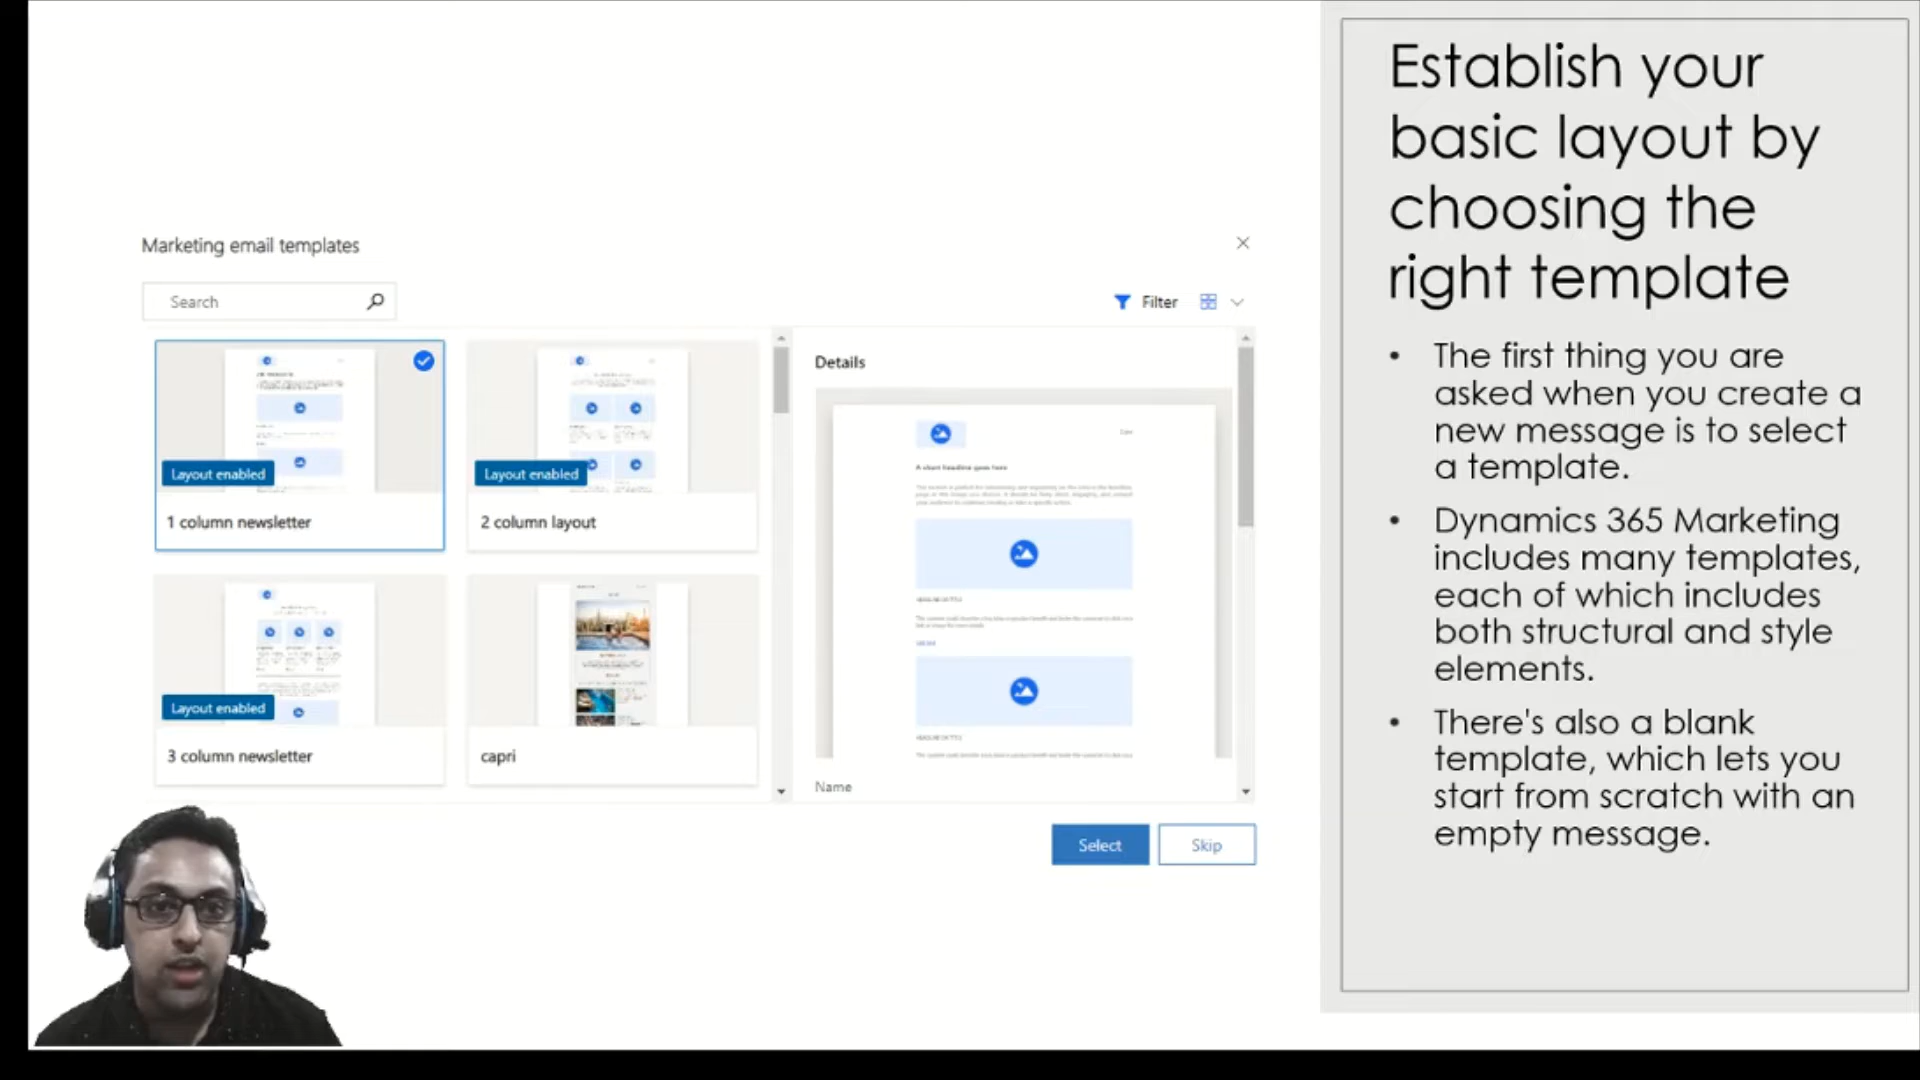 Establish your
basic layout by
choosing the
right template
• The first thing you are
asked when you create a
new message is to select
a template.
• Dynamics 365 Marketing
includes many templates,
each of which includes
both structural and style
elements.
• There's also a blank
template, which lets you
start from scratch with an
empty message.
Marketing email templates
Search
Filter
Layout enabled
1 column newsletter
Layout enabled
2 column layout
Layout enabled
3 column newsletter
capri
Details
A short headline goes here
Name
Select
Skip